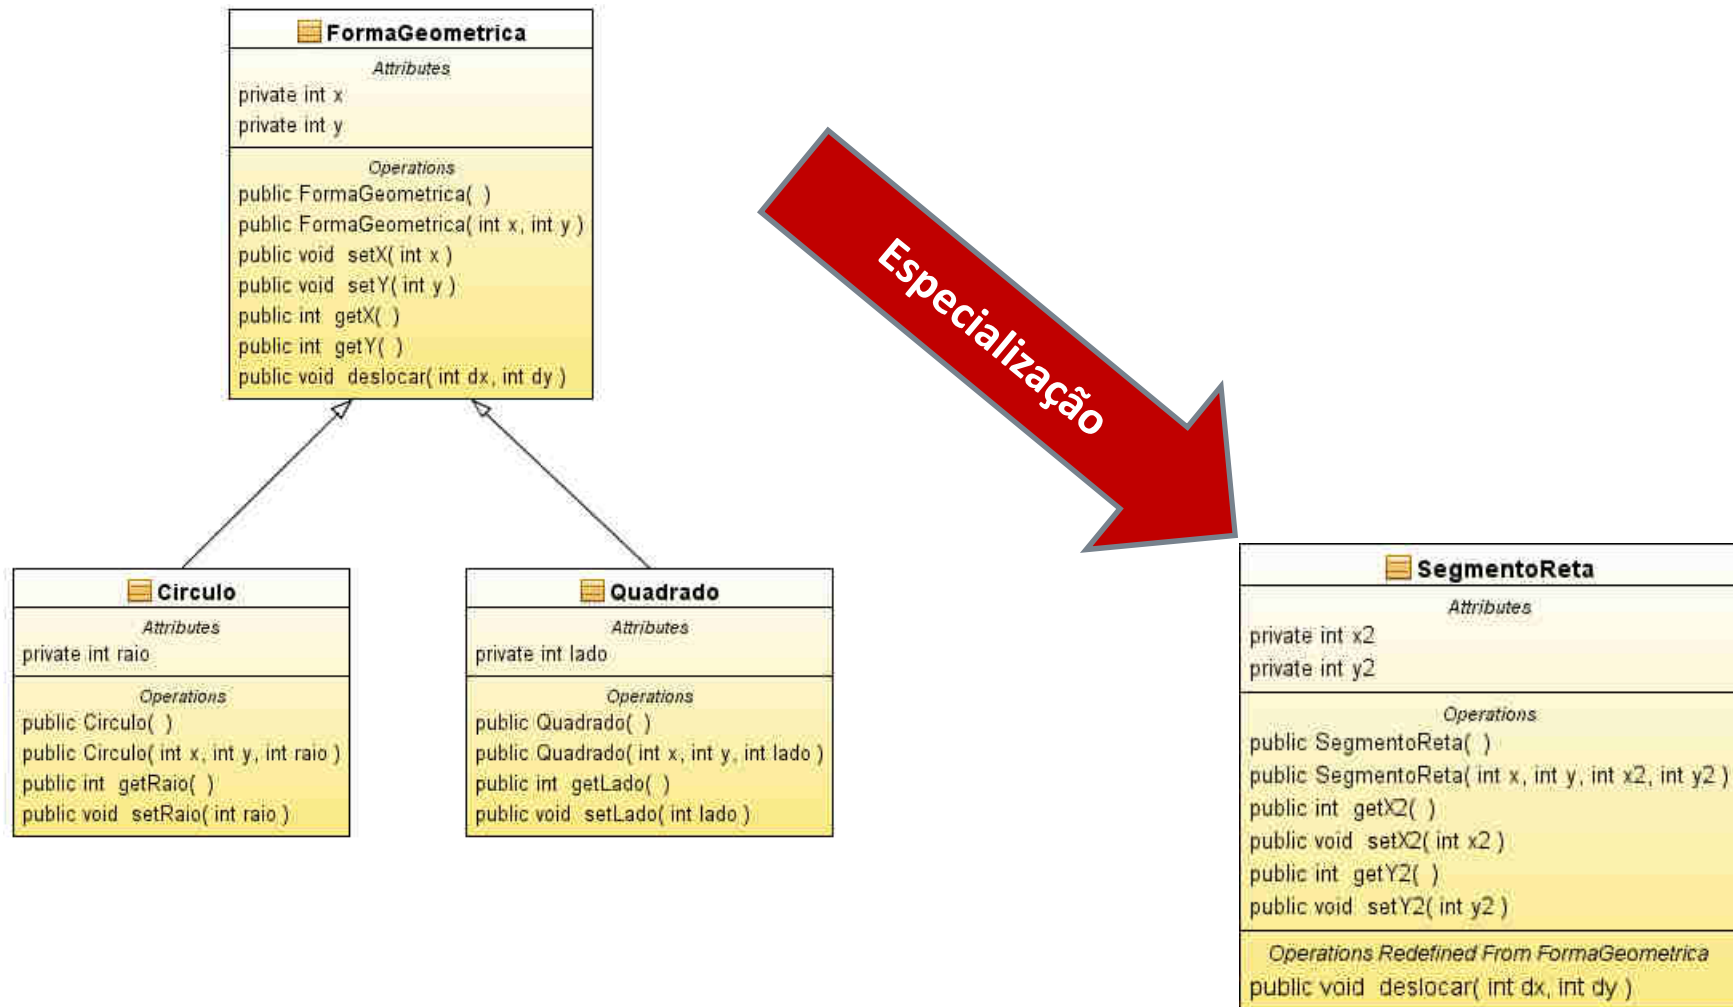 FormaGeometrica
Attributes
private int x
private int y
Operations
public FormaGeometrica( )
public FormaGeometrica( int x, int y )
public void setX( int x )
public void setY( int y )
public int getX( )
public int getY( )
public void deslocar( int dx, int dy )
Especialização
Circulo
Attributes
private int raio
Operations
public Circulo( )
public Circulo( int x, int y, int raio )
public int getRaio( )
public void setRaio( int raio )
Quadrado
Attributes
private int lado
Operations
public Quadrado( )
public Quadrado( int x, int y, int lado )
public int getLado( )
public void setLado( int lado )
SegmentoReta
Attributes
private int x2
private int y2
Operations
public SegmentoReta( )
public SegmentoReta( int x, int y, int x2, int y2 )
public int getX2( )
public void setX2( int x2 )
public int getY2( )
public void setY2( int y2 )
Operations Redefined From FormaGeometrica
public void deslocar( int dx, int dy )